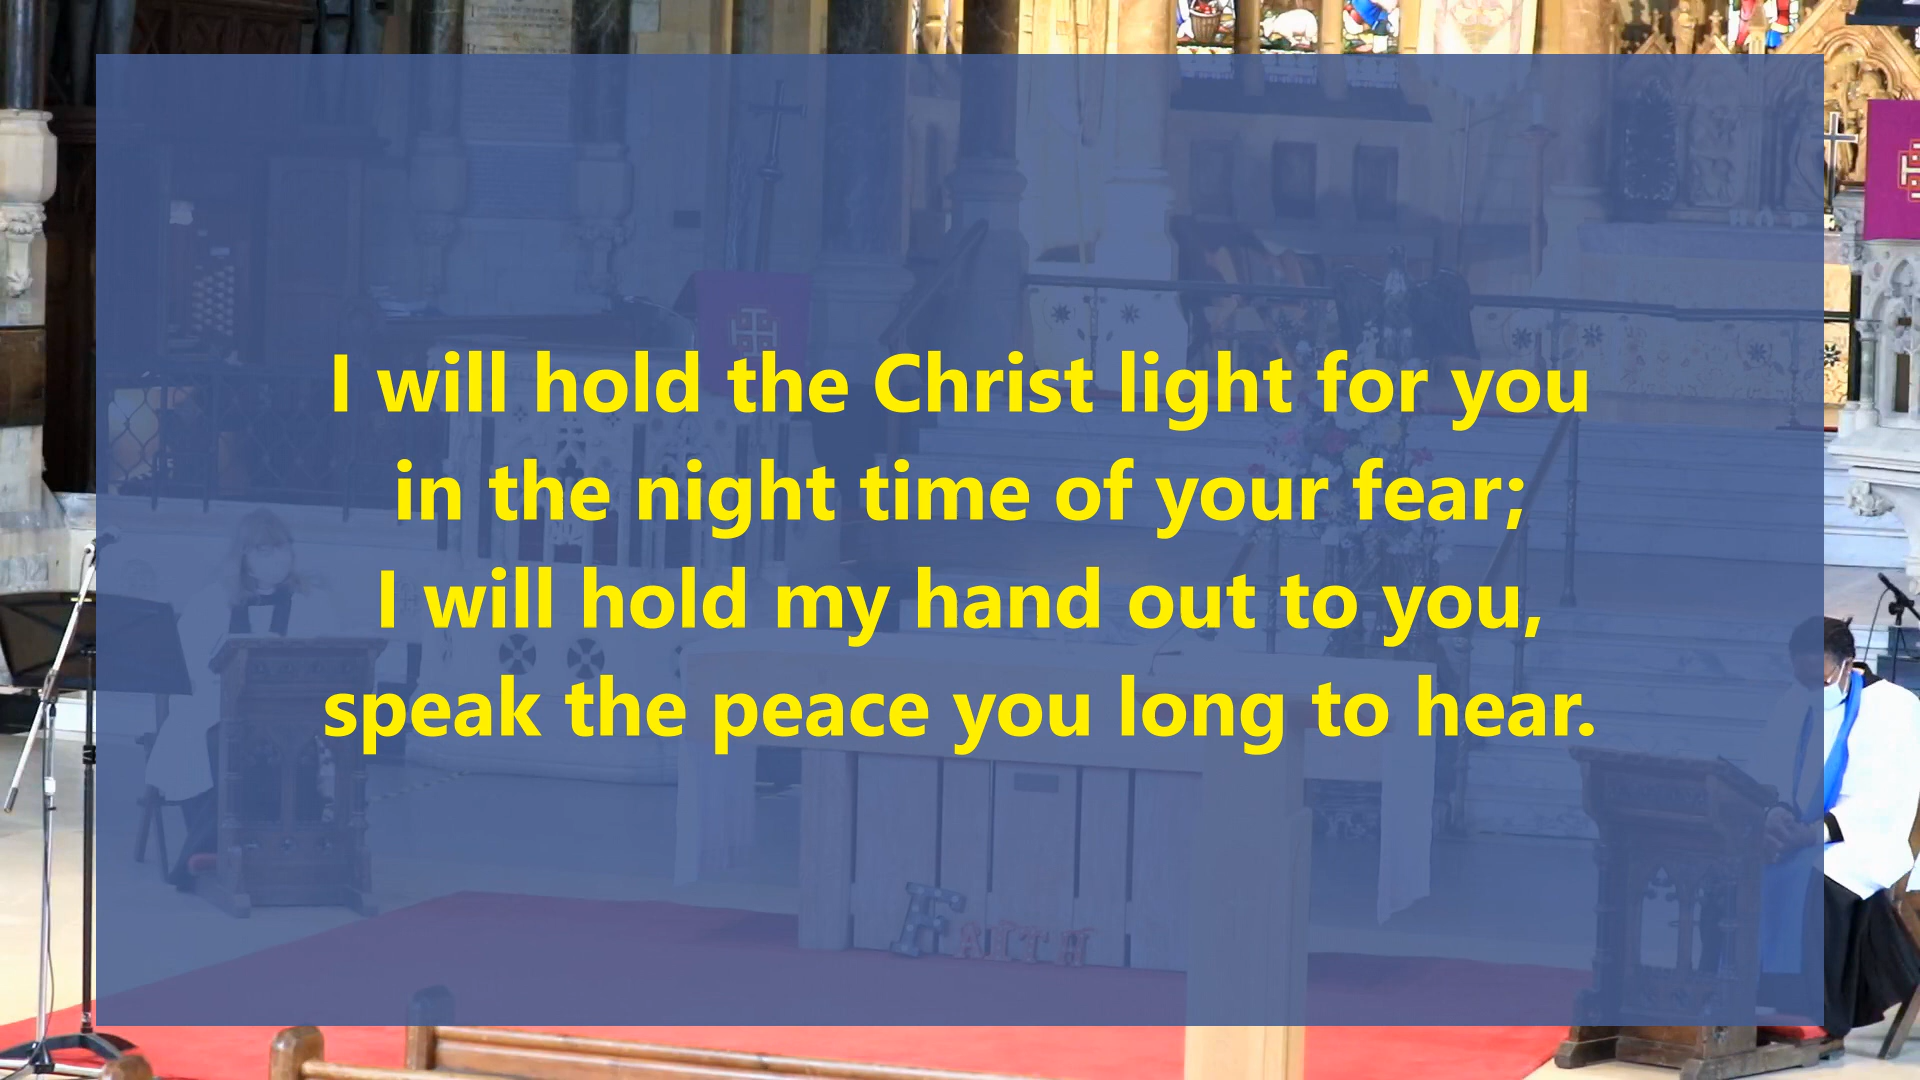 I will hold the Christ light for you
in the night time of your fear;
I will hold my hand out to you,
speak the peace you long to hear.
FAITH